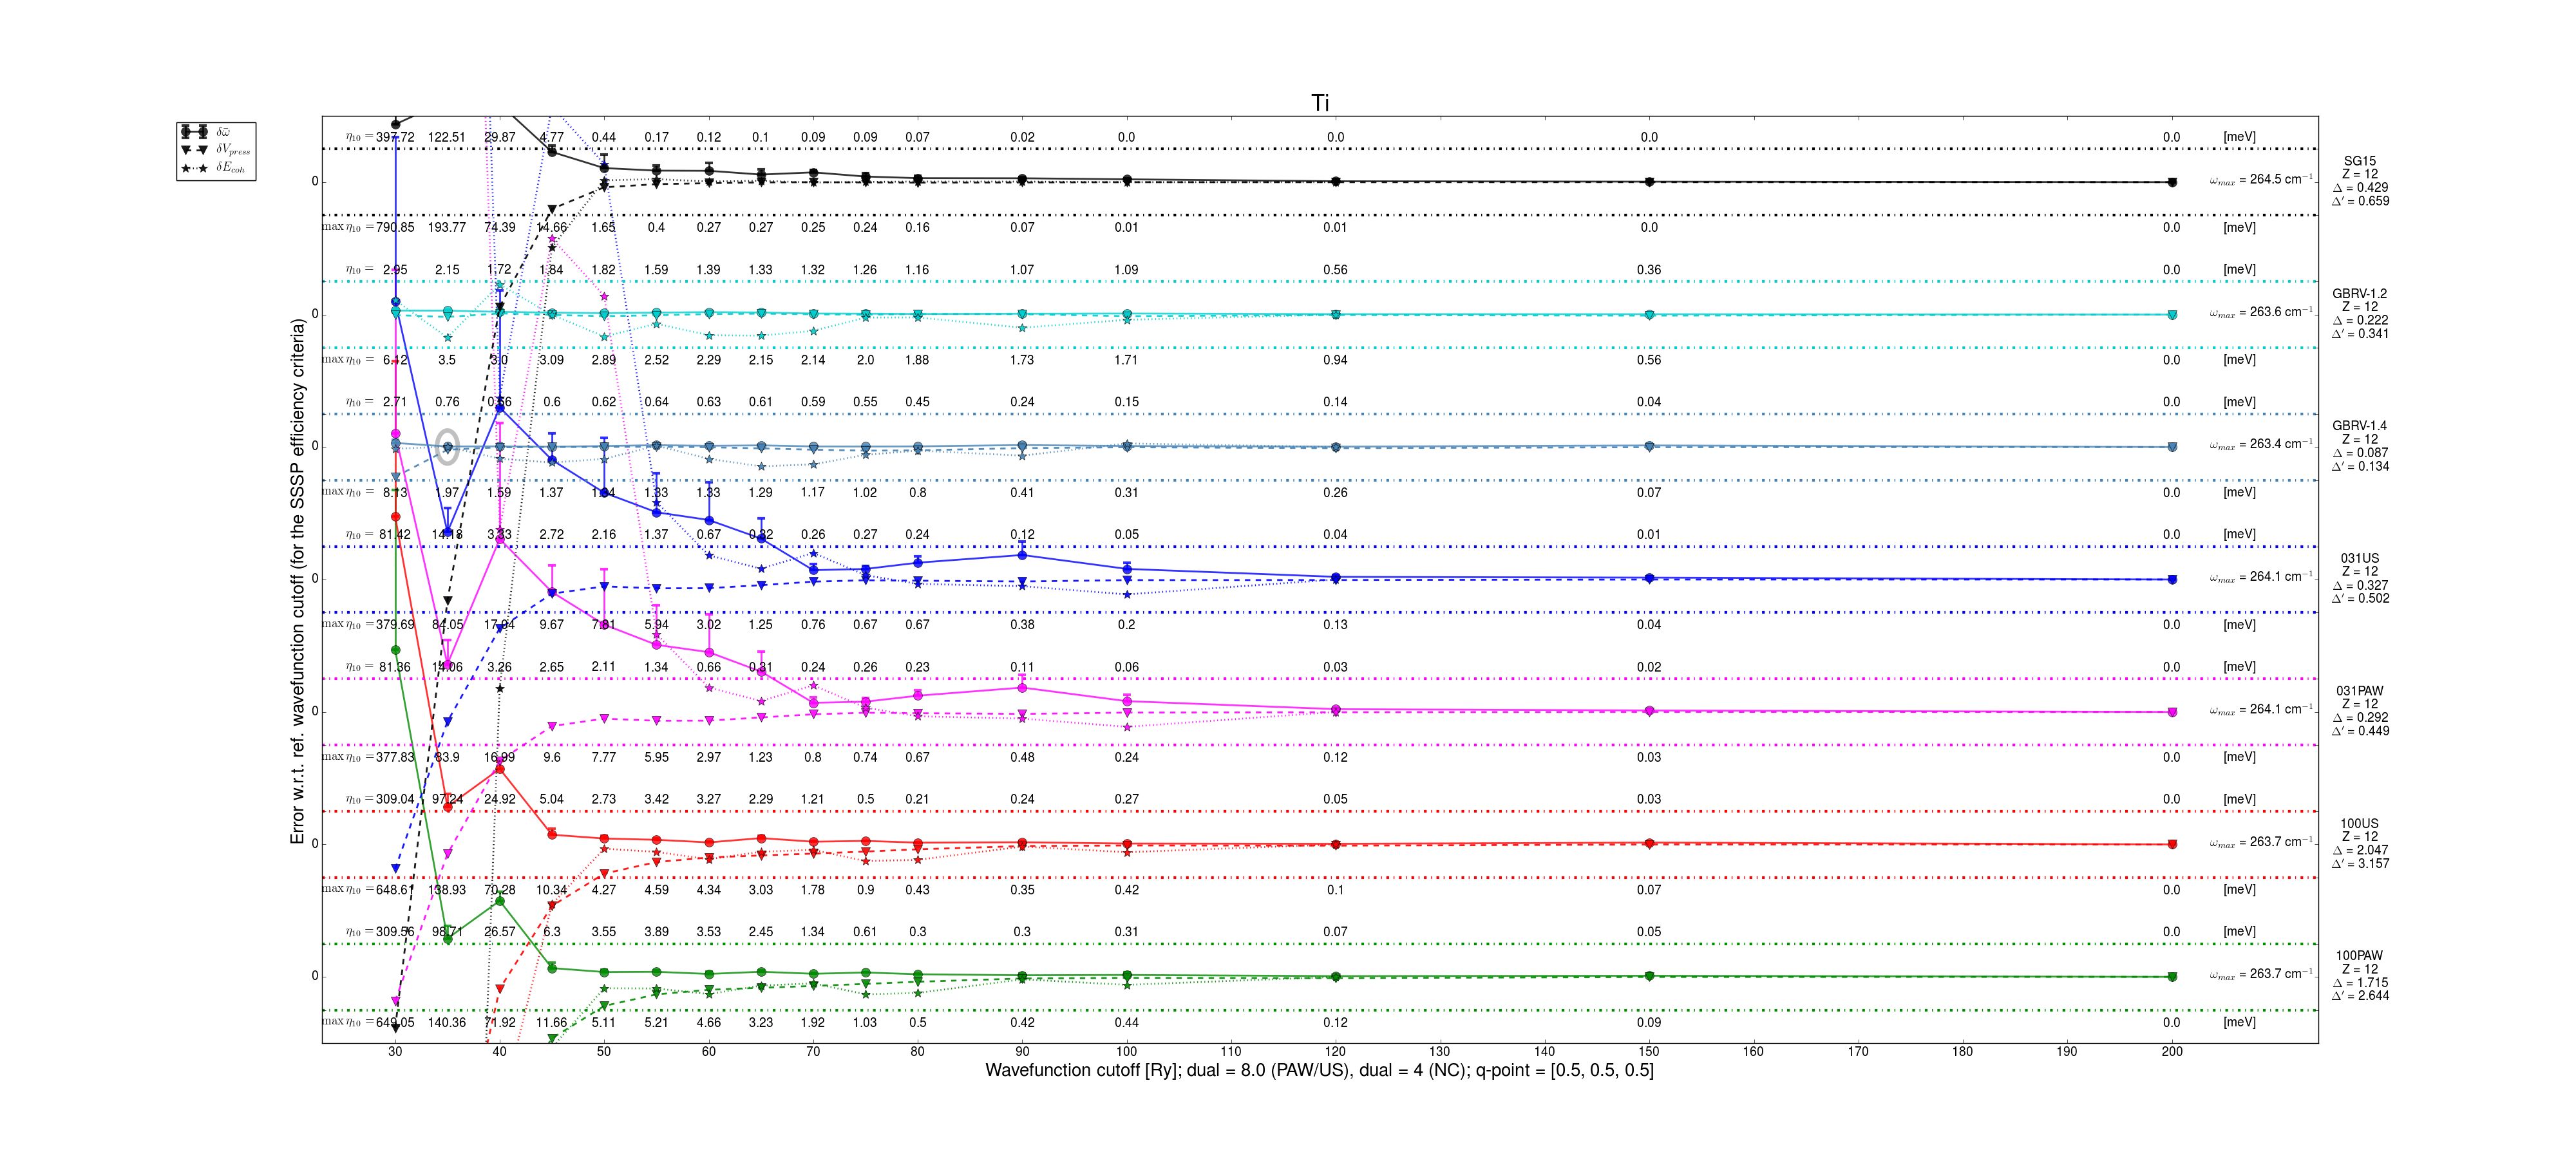 Ti
δω̄
δV_press
δE_coh
Error w.r.t. ref. wavefunction cutoff (for the SSSP efficiency criteria)
η₁₀ = 397.72 122.51 29.87 4.77 0.44 0.17 0.12 0.1 0.09 0.09 0.07 0.02 0.0 0.0 0.0 0.0 [meV]
0 ω_max = 264.5 cm⁻¹
SG15
Z = 12
Δ = 0.429
Δ' = 0.659
max η₁₀ = 790.85 193.77 74.39 14.66 1.65 0.4 0.27 0.27 0.25 0.24 0.16 0.07 0.01 0.01 0.0 0.0 [meV]
η₁₀ = 2.95 2.15 1.72 1.84 1.82 1.59 1.39 1.33 1.32 1.26 1.16 1.07 1.09 0.56 0.36 0.0 [meV]
0 ω_max = 263.6 cm⁻¹
GBRV-1.2
Z = 12
Δ = 0.222
Δ' = 0.341
max η₁₀ = 6.12 3.5 3.0 3.09 2.89 2.52 2.29 2.15 2.14 2.0 1.88 1.73 1.71 0.94 0.56 0.0 [meV]
η₁₀ = 2.71 0.76 0.66 0.6 0.62 0.64 0.63 0.61 0.59 0.55 0.45 0.24 0.15 0.14 0.04 0.0 [meV]
0 ω_max = 263.4 cm⁻¹
GBRV-1.4
Z = 12
Δ = 0.087
Δ' = 0.134
max η₁₀ = 8.13 1.97 1.59 1.37 1.33 1.33 1.29 1.17 1.02 0.8 0.41 0.31 0.26 0.07 0.0 [meV]
η₁₀ = 81.42 14.18 3.33 2.72 2.16 1.37 0.67 0.32 0.26 0.27 0.24 0.12 0.05 0.04 0.01 0.0 [meV]
0 ω_max = 264.1 cm⁻¹
031US
Z = 12
Δ = 0.327
Δ' = 0.502
max η₁₀ = 379.69 84.05 17.94 9.67 7.81 5.94 3.02 1.25 0.76 0.67 0.67 0.38 0.2 0.13 0.04 0.0 [meV]
η₁₀ = 81.36 14.06 3.26 2.65 2.11 1.34 0.66 0.31 0.24 0.26 0.23 0.11 0.06 0.03 0.02 0.0 [meV]
0 ω_max = 264.1 cm⁻¹
031PAW
Z = 12
Δ = 0.292
Δ' = 0.449
max η₁₀ = 377.83 83.9 16.99 9.6 7.77 5.95 2.97 1.23 0.8 0.74 0.67 0.48 0.24 0.12 0.03 0.0 [meV]
η₁₀ = 309.04 97.24 24.92 5.04 2.73 3.42 3.27 2.29 1.21 0.5 0.21 0.24 0.27 0.05 0.03 0.0 [meV]
0 ω_max = 263.7 cm⁻¹
100US
Z = 12
Δ = 2.047
Δ' = 3.157
max η₁₀ = 648.61 138.93 70.28 10.34 4.27 4.59 4.34 3.03 1.78 0.9 0.43 0.35 0.42 0.1 0.07 0.0 [meV]
η₁₀ = 309.56 98.71 26.57 6.3 3.55 3.89 3.53 2.45 1.34 0.61 0.3 0.3 0.31 0.07 0.05 0.0 [meV]
0 ω_max = 263.7 cm⁻¹
100PAW
Z = 12
Δ = 1.715
Δ' = 2.644
max η₁₀ = 649.05 140.36 71.92 11.66 5.11 5.21 4.66 3.23 1.92 1.03 0.5 0.42 0.44 0.12 0.09 0.0 [meV]
30 40 50 60 70 80 90 100 110 120 130 140 150 160 170 180 190 200
Wavefunction cutoff [Ry]; dual = 8.0 (PAW/US), dual = 4 (NC); q-point = [0.5, 0.5, 0.5]